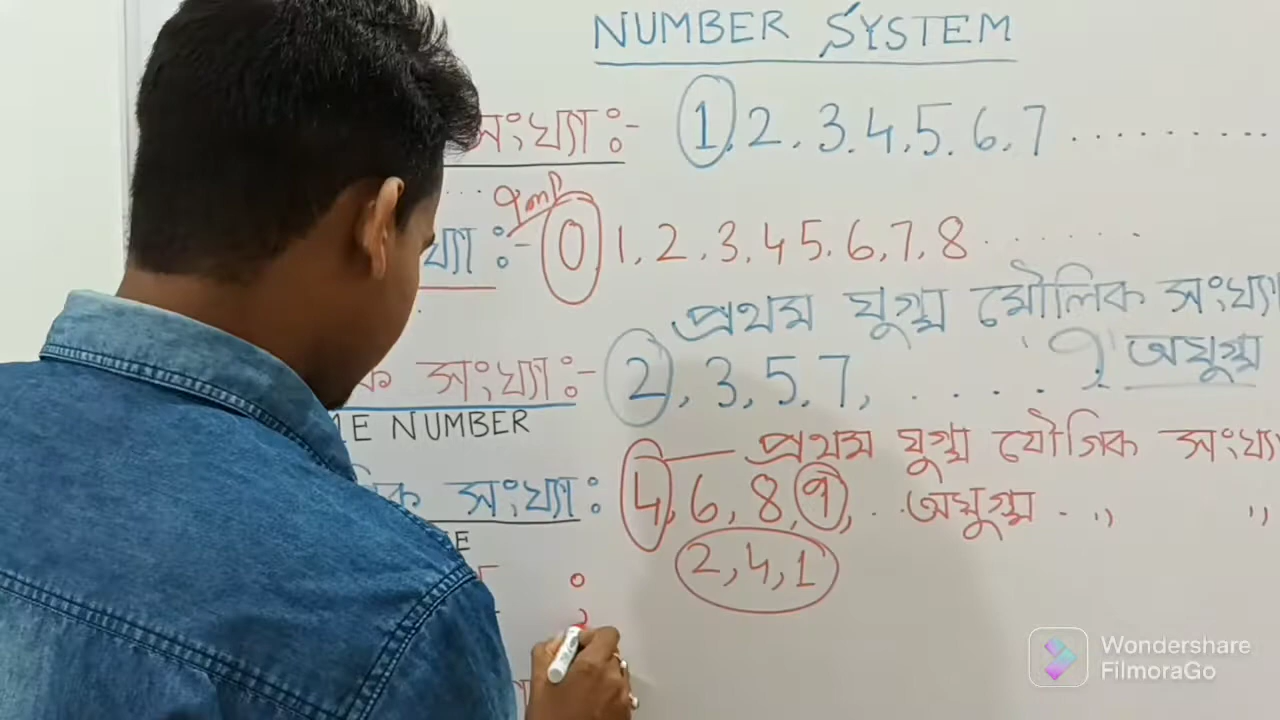 NUMBER SYSTEM
সংখ্যা:- 1, 2, 3, 4, 5, 6, 7 ..........
0 1, 2, 3, 4 5, 6, 7, 8 .......
প্রথম যুগ্ম মৌলিক সংখ্যা
সংখ্যা:- 2, 3, 5, 7, .... অযুগ্ম
NUMBER
প্রথম যুগ্ম যৌগিক সংখ্যা
সংখ্যা: 4, 6, 8, 9, .. অযুগ্ম . ,, ,,
2, 4, 1
Wondershare
FilmoraGo